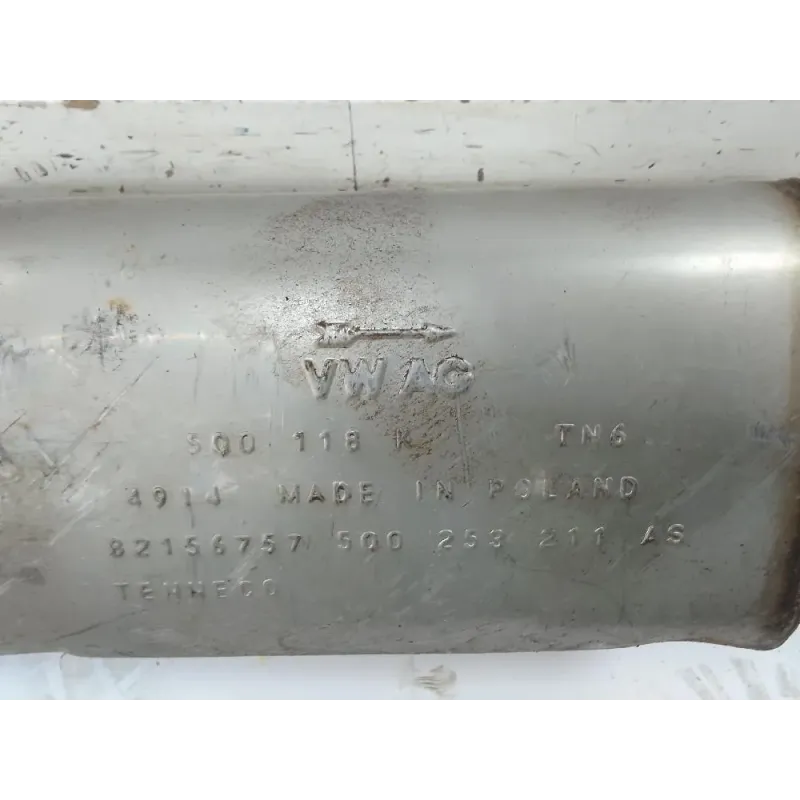 VW AG
5Q0 118 K TN6
4914 MADE IN POLAND
82156757 5Q0 253 211 AS
TENNECO